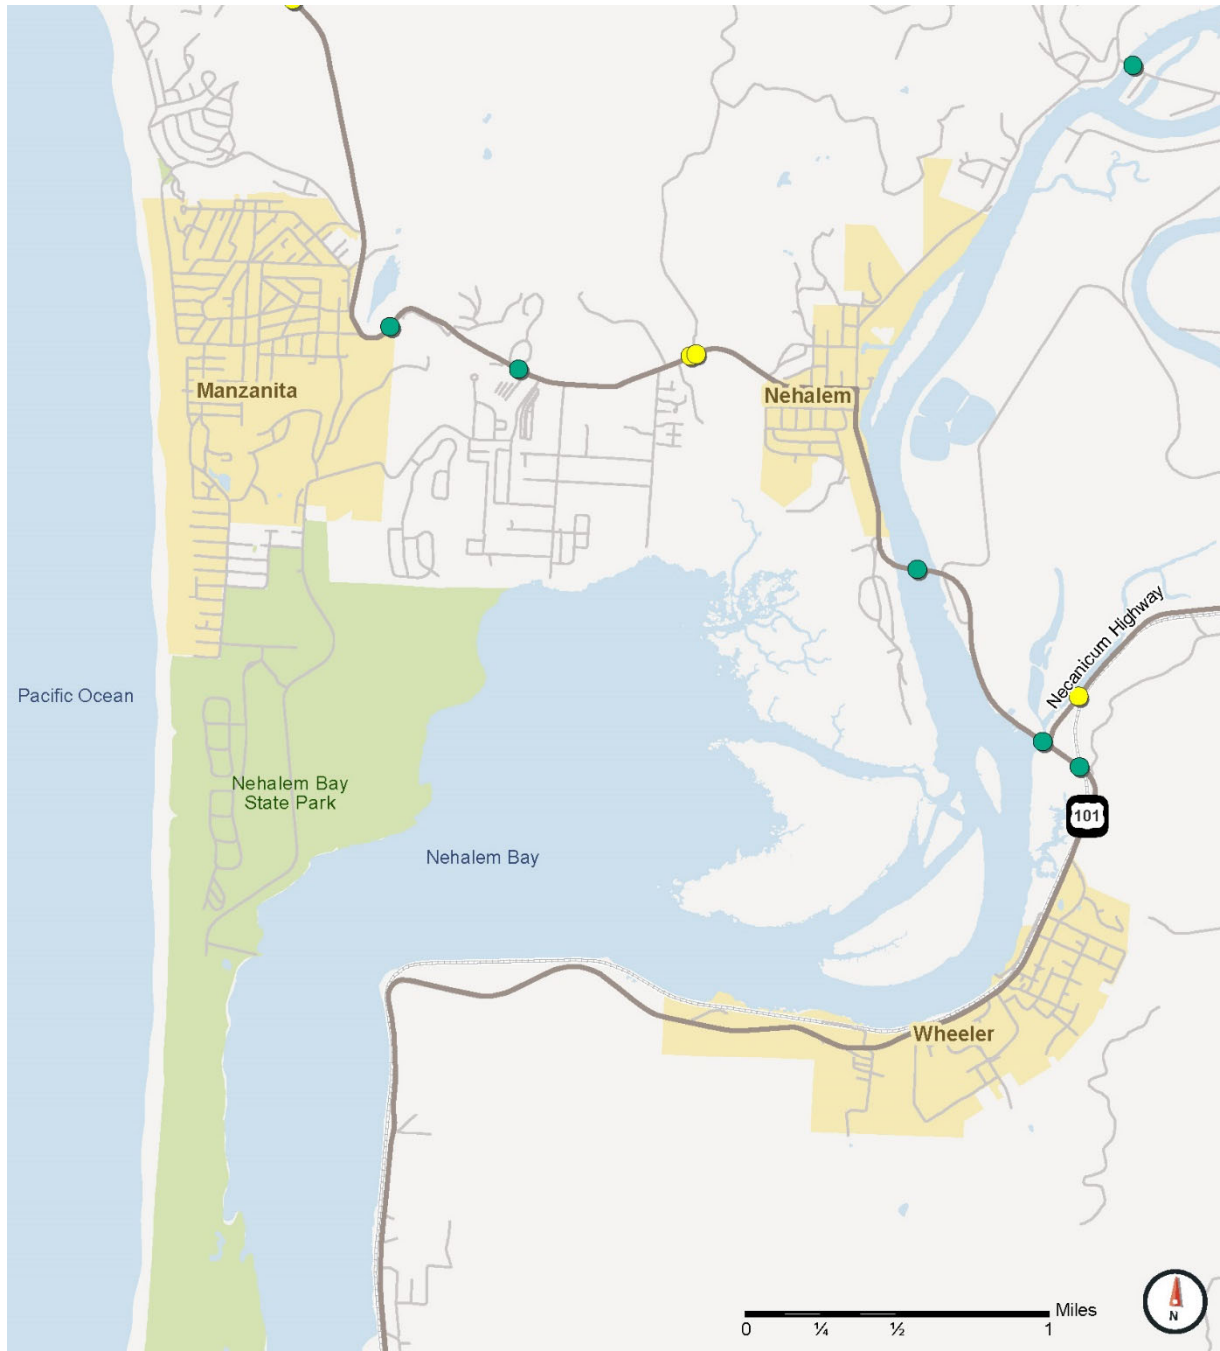 Manzanita
Nehalem
Necanicum Highway
Pacific Ocean
Nehalem Bay
State Park
101
Nehalem Bay
Wheeler
Miles
0 ¼ ½ 1
N